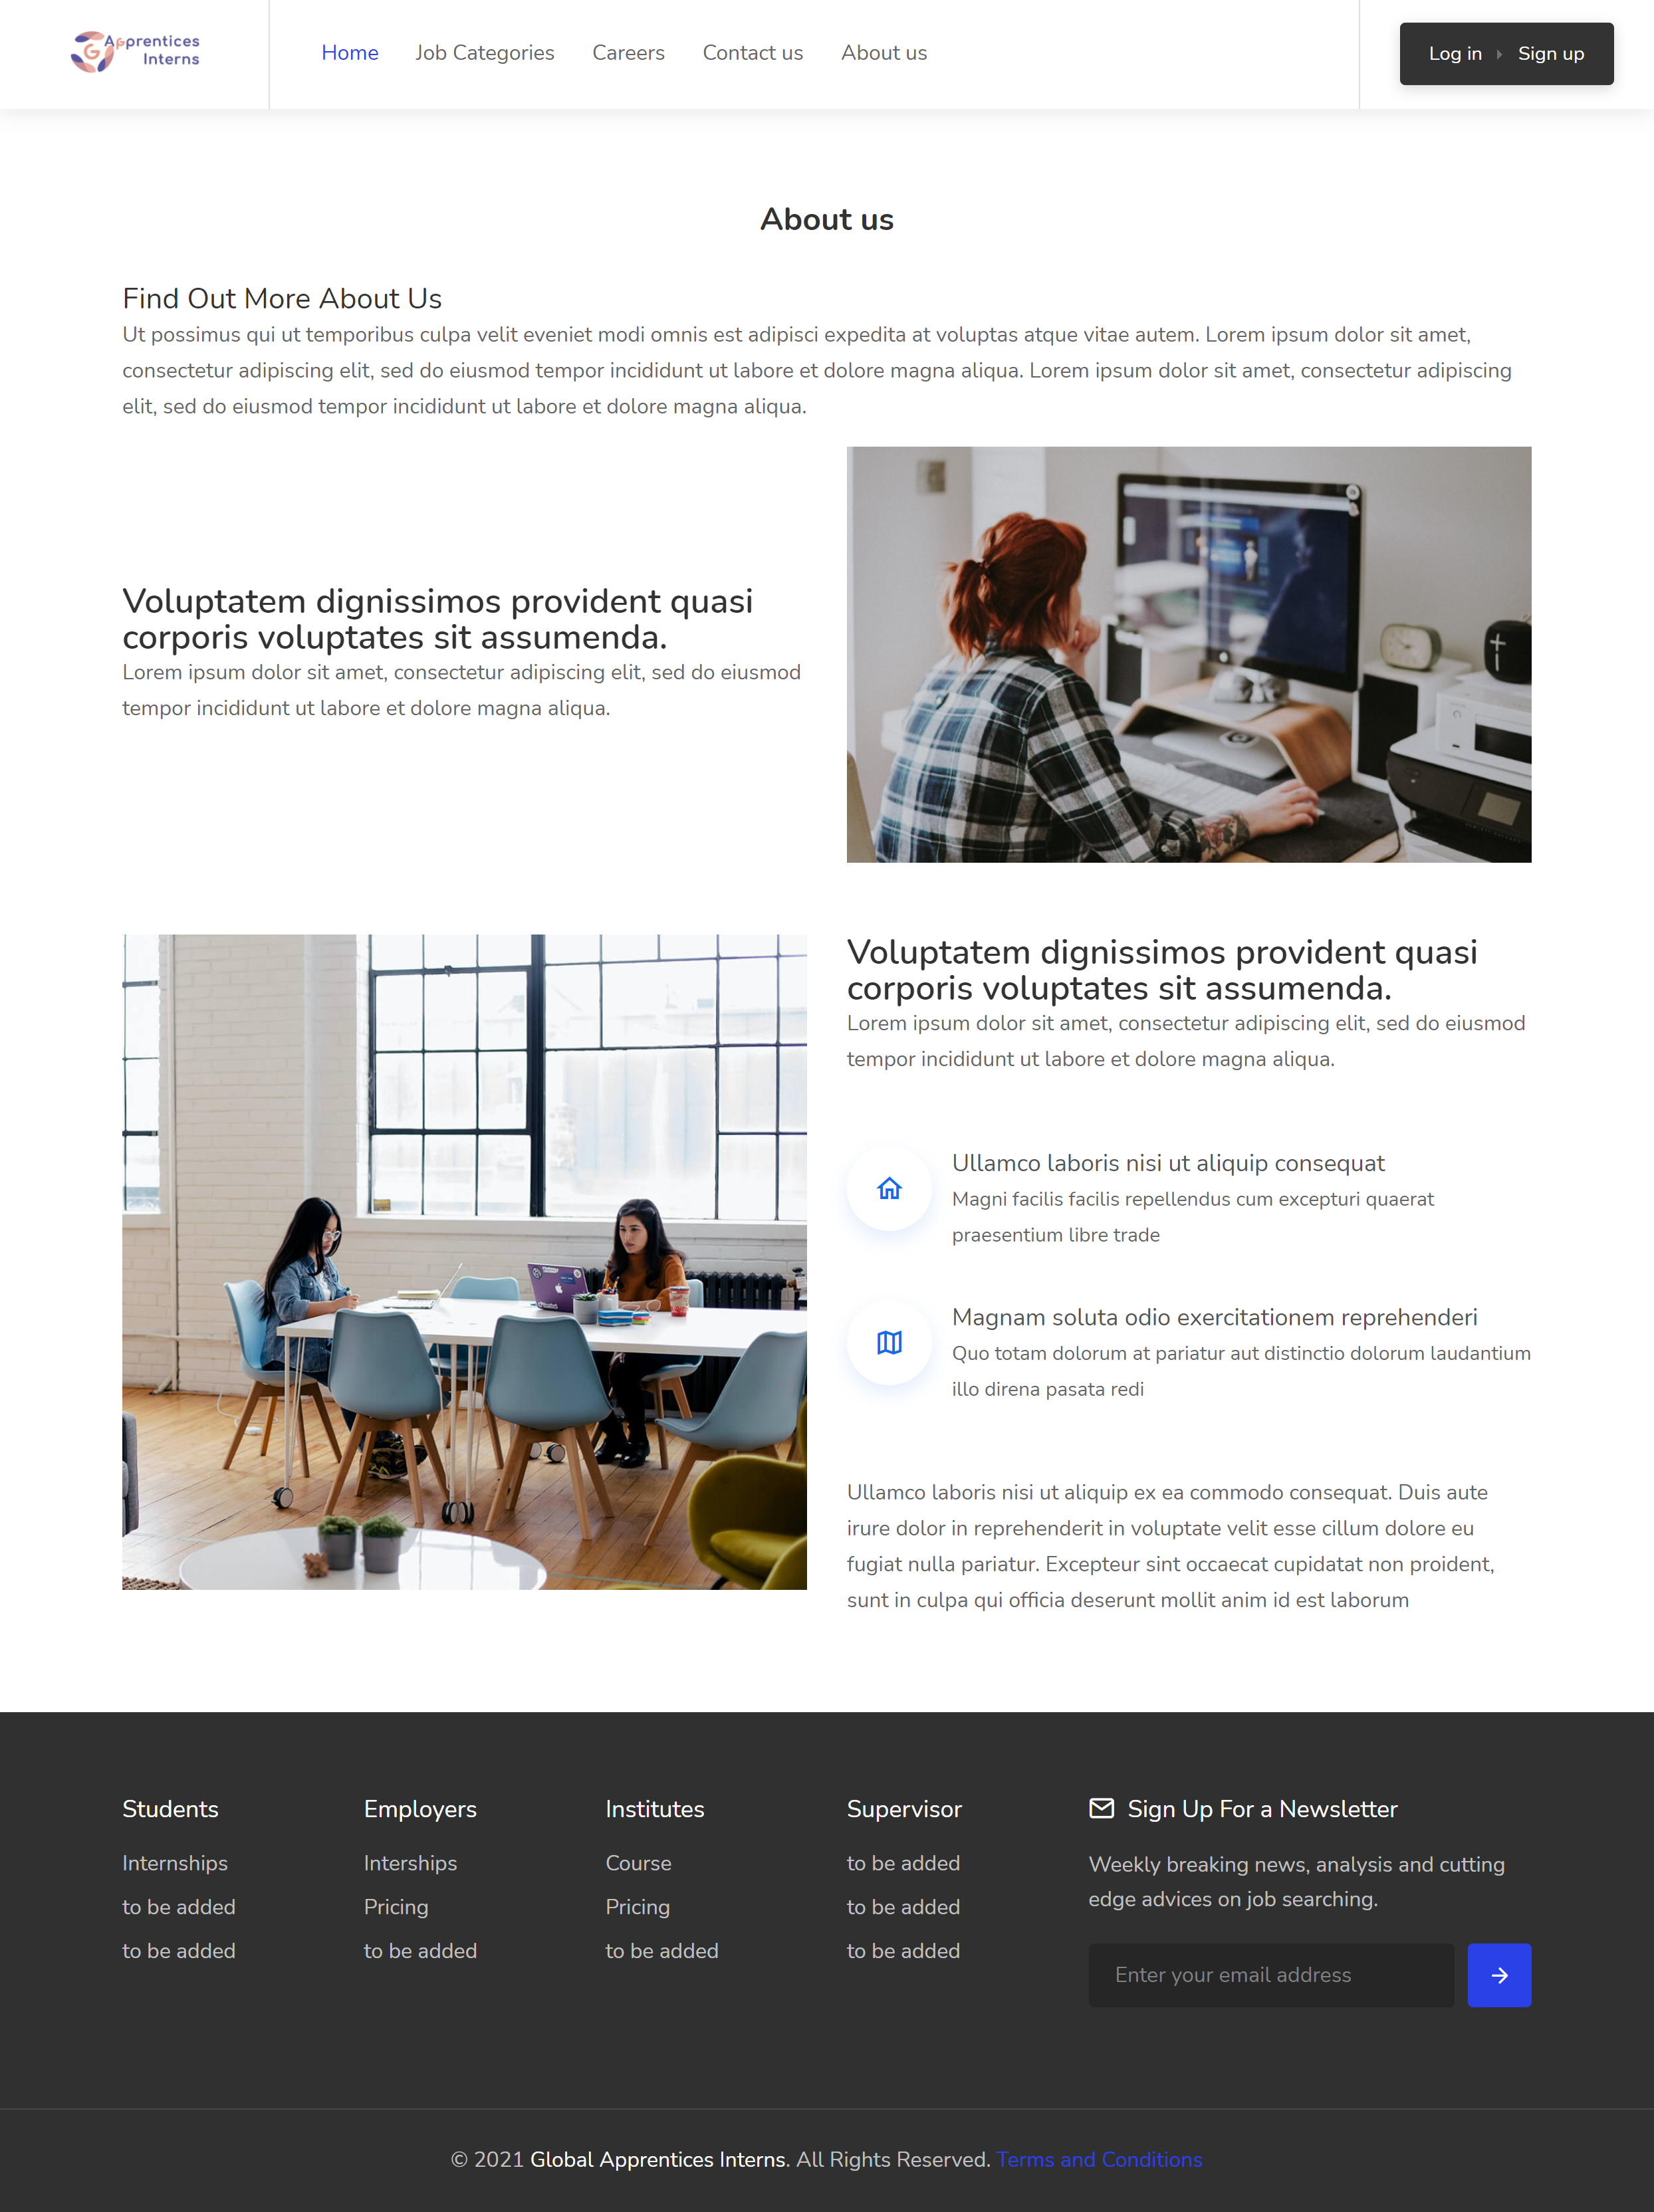 G Apprentices
Interns
Home
Job Categories
Careers
Contact us
About us
Log in
Sign up
About us
Find Out More About Us
Ut possimus qui ut temporibus culpa velit eveniet modi omnis est adipisci expedita at voluptas atque vitae autem. Lorem ipsum dolor sit amet,
consectetur adipiscing elit, sed do eiusmod tempor incididunt ut labore et dolore magna aliqua. Lorem ipsum dolor sit amet, consectetur adipiscing
elit, sed do eiusmod tempor incididunt ut labore et dolore magna aliqua.
Voluptatem dignissimos provident quasi
corporis voluptates sit assumenda.
Lorem ipsum dolor sit amet, consectetur adipiscing elit, sed do eiusmod
tempor incididunt ut labore et dolore magna aliqua.
Voluptatem dignissimos provident quasi
corporis voluptates sit assumenda.
Lorem ipsum dolor sit amet, consectetur adipiscing elit, sed do eiusmod
tempor incididunt ut labore et dolore magna aliqua.
Ullamco laboris nisi ut aliquip consequat
Magni facilis facilis repellendus cum excepturi quaerat
praesentium libre trade
Magnam soluta odio exercitationem reprehenderi
Quo totam dolorum at pariatur aut distinctio dolorum laudantium
illo direna pasata redi
Ullamco laboris nisi ut aliquip ex ea commodo consequat. Duis aute
irure dolor in reprehenderit in voluptate velit esse cillum dolore eu
fugiat nulla pariatur. Excepteur sint occaecat cupidatat non proident,
sunt in culpa qui officia deserunt mollit anim id est laborum
Students
Internships
to be added
to be added
Employers
Interships
Pricing
to be added
Institutes
Course
Pricing
to be added
Supervisor
to be added
to be added
to be added
Sign Up For a Newsletter
Weekly breaking news, analysis and cutting
edge advices on job searching.
Enter your email address
© 2021 Global Apprentices Interns. All Rights Reserved. Terms and Conditions